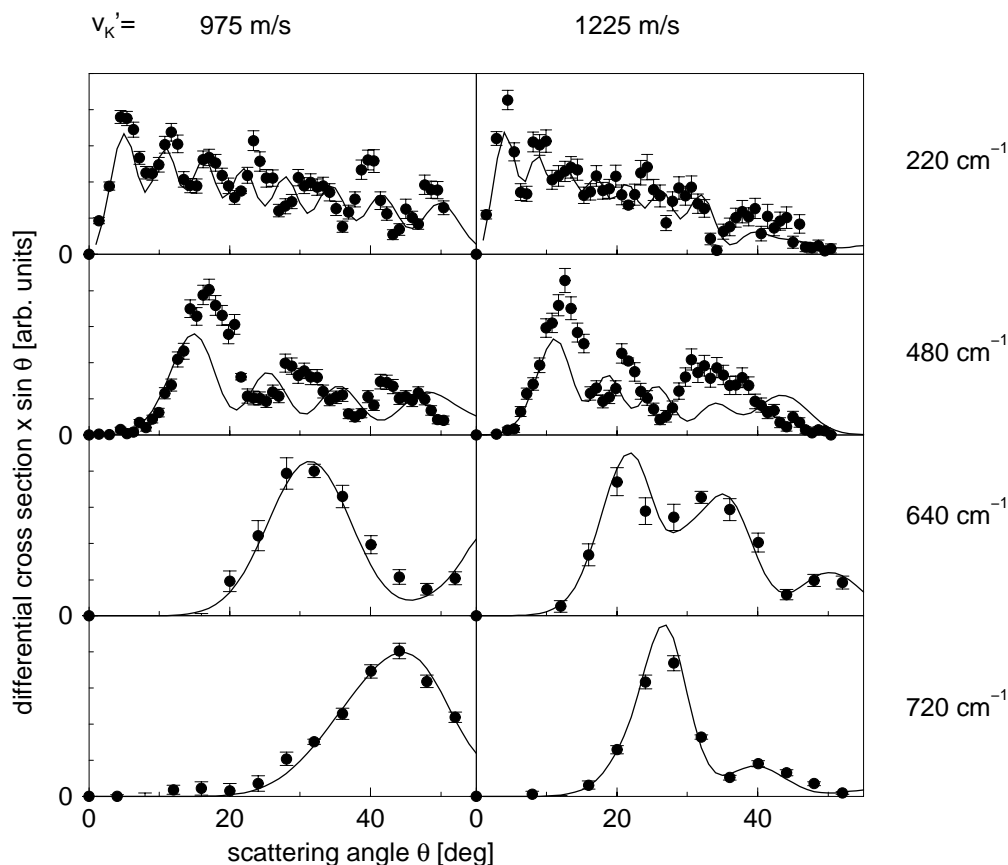 vK'= 975 m/s 1225 m/s
220 cm⁻¹
480 cm⁻¹
640 cm⁻¹
720 cm⁻¹
0
0
0
0
differential cross section x sin θ [arb. units]
0 20 40 0 20 40
scattering angle θ [deg]